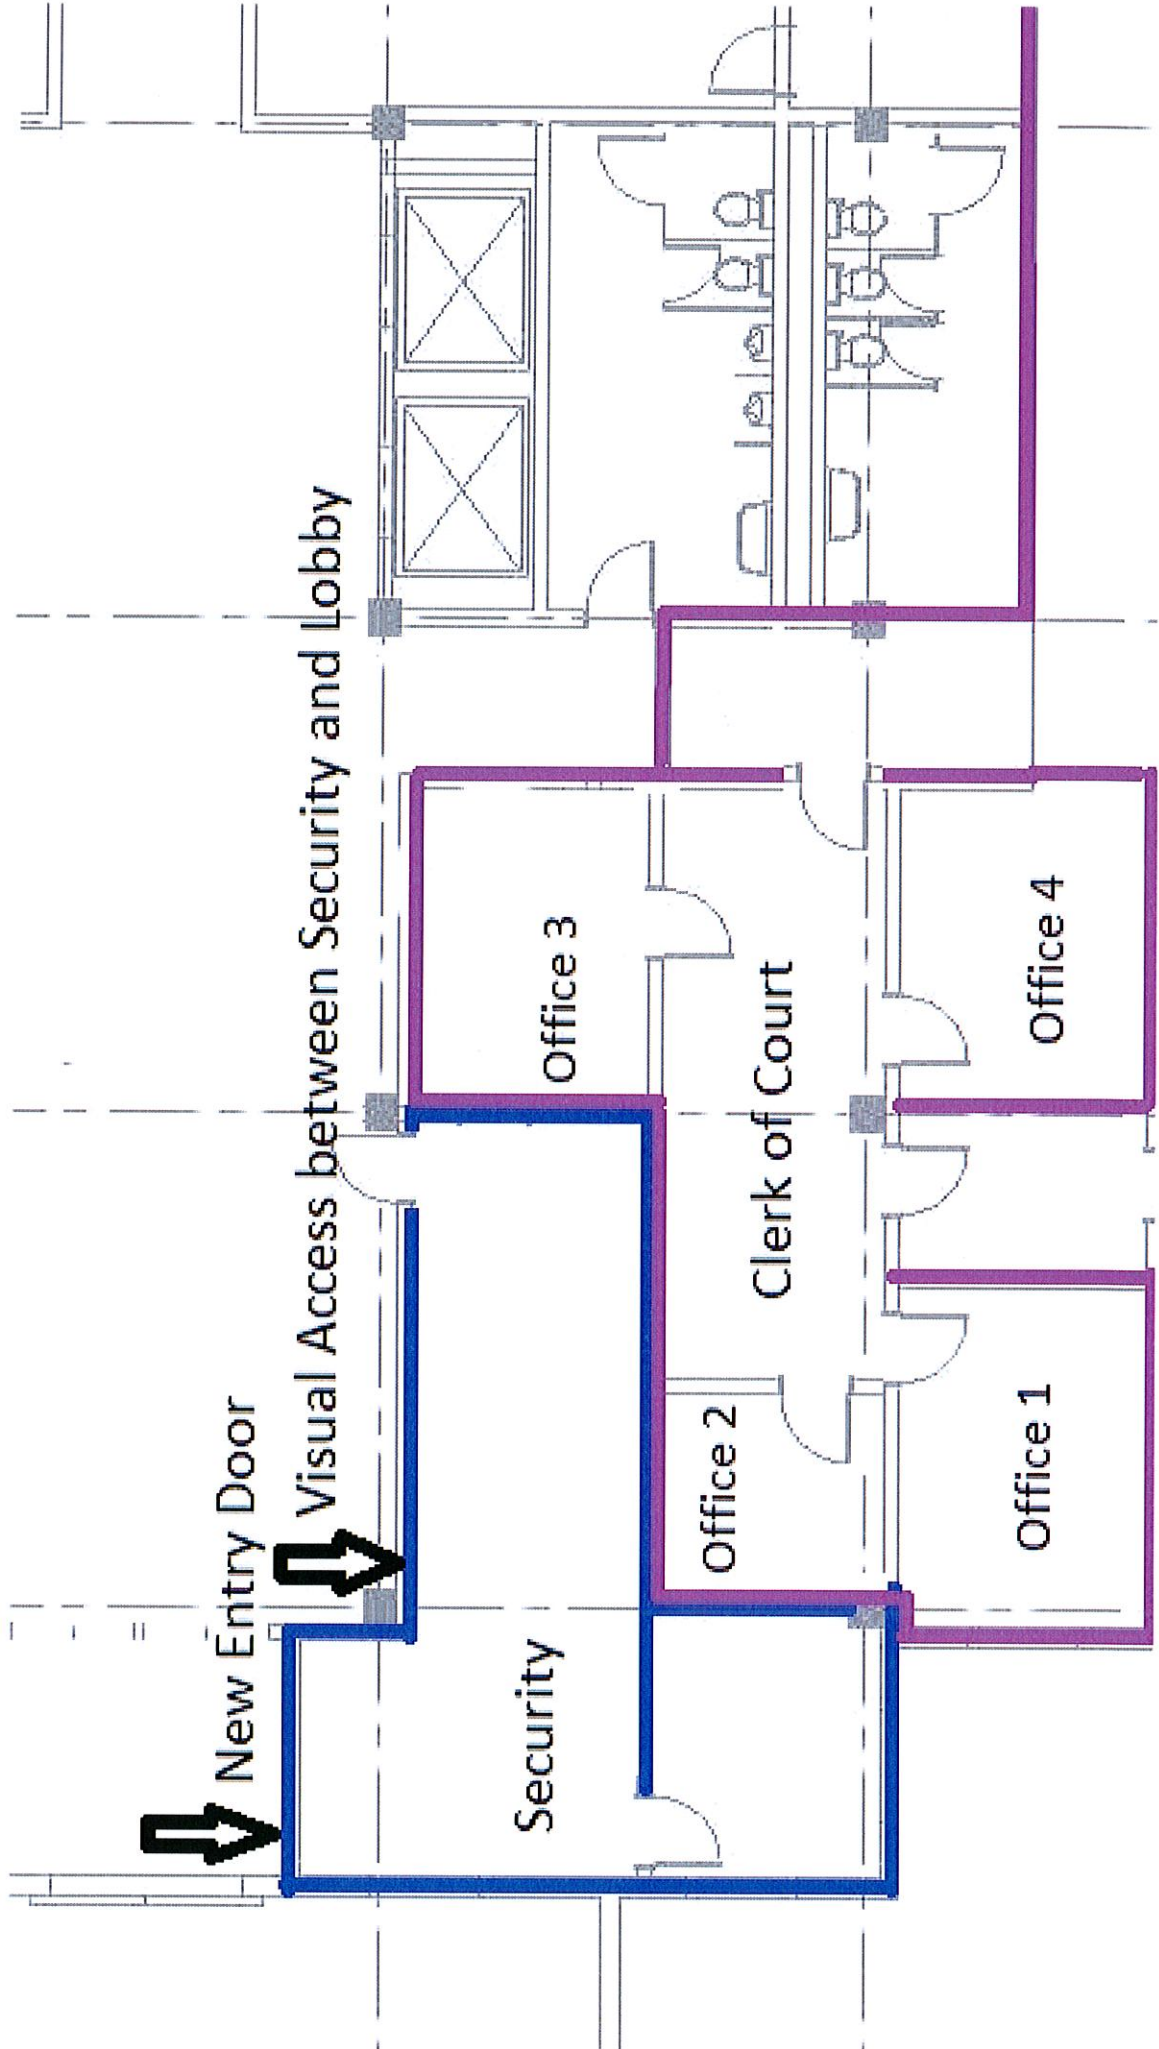 New Entry Door
Visual Access between Security and Lobby
Security
Office 3
Office 2
Clerk of Court
Office 1
Office 4